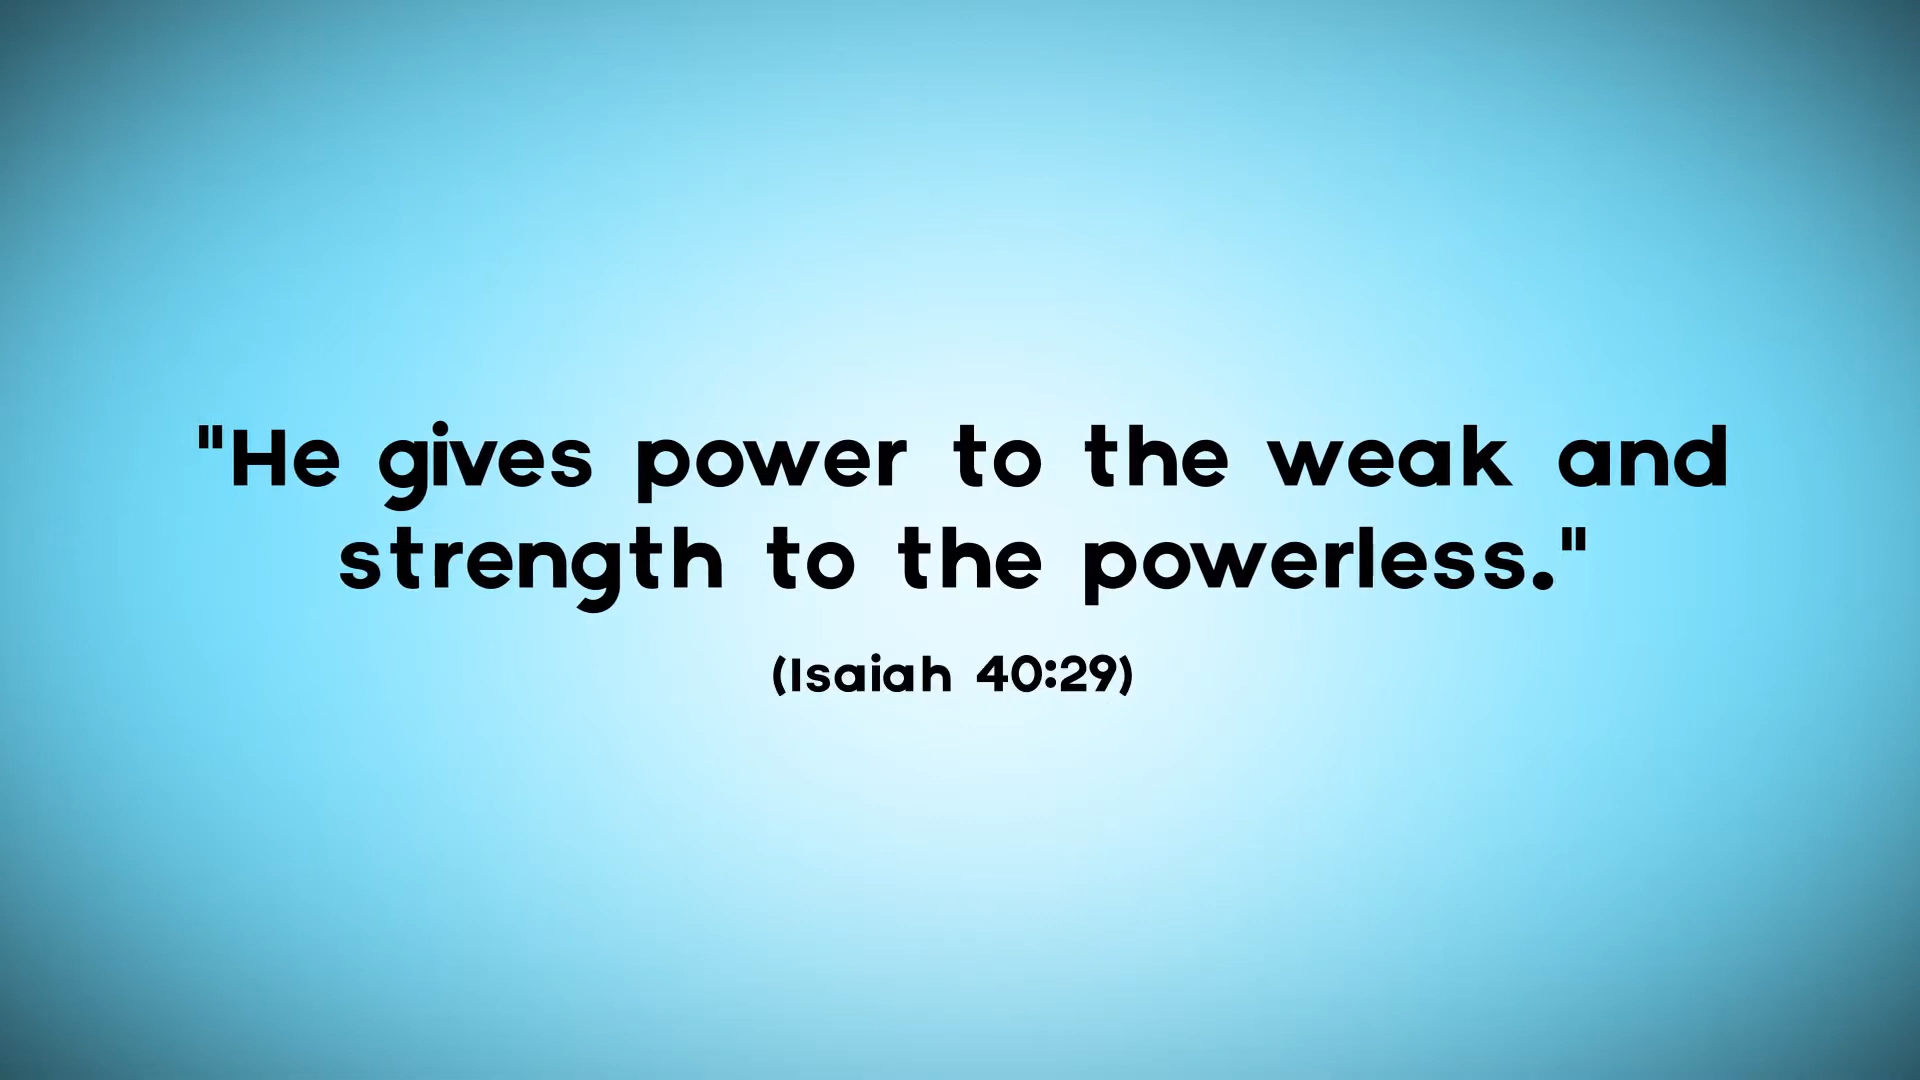 "He gives power to the weak and
strength to the powerless."
(Isaiah 40:29)